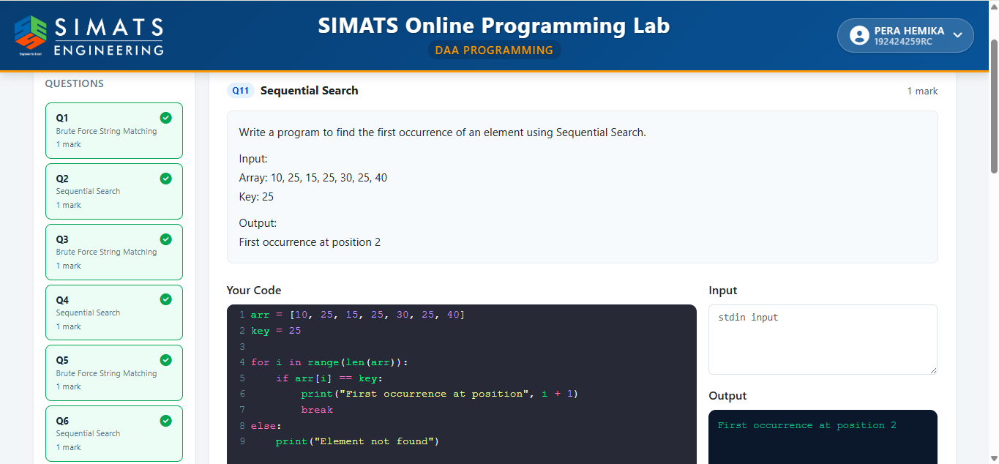 SIMATS
ENGINEERING
Engineer to Excel
SIMATS Online Programming Lab
DAA PROGRAMMING
PERA HEMIKA
192424259RC
QUESTIONS
Q1
Brute Force String Matching
1 mark
Q2
Sequential Search
1 mark
Q3
Brute Force String Matching
1 mark
Q4
Sequential Search
1 mark
Q5
Brute Force String Matching
1 mark
Q6
Sequential Search
1 mark
Q11 Sequential Search 1 mark
Write a program to find the first occurrence of an element using Sequential Search.
Input:
Array: 10, 25, 15, 25, 30, 25, 40
Key: 25
Output:
First occurrence at position 2
Your Code
1 arr = [10, 25, 15, 25, 30, 25, 40]
2 key = 25
3
4 for i in range(len(arr)):
5     if arr[i] == key:
6         print("First occurrence at position", i + 1)
7         break
8 else:
9     print("Element not found")
Input
stdin input
Output
First occurrence at position 2